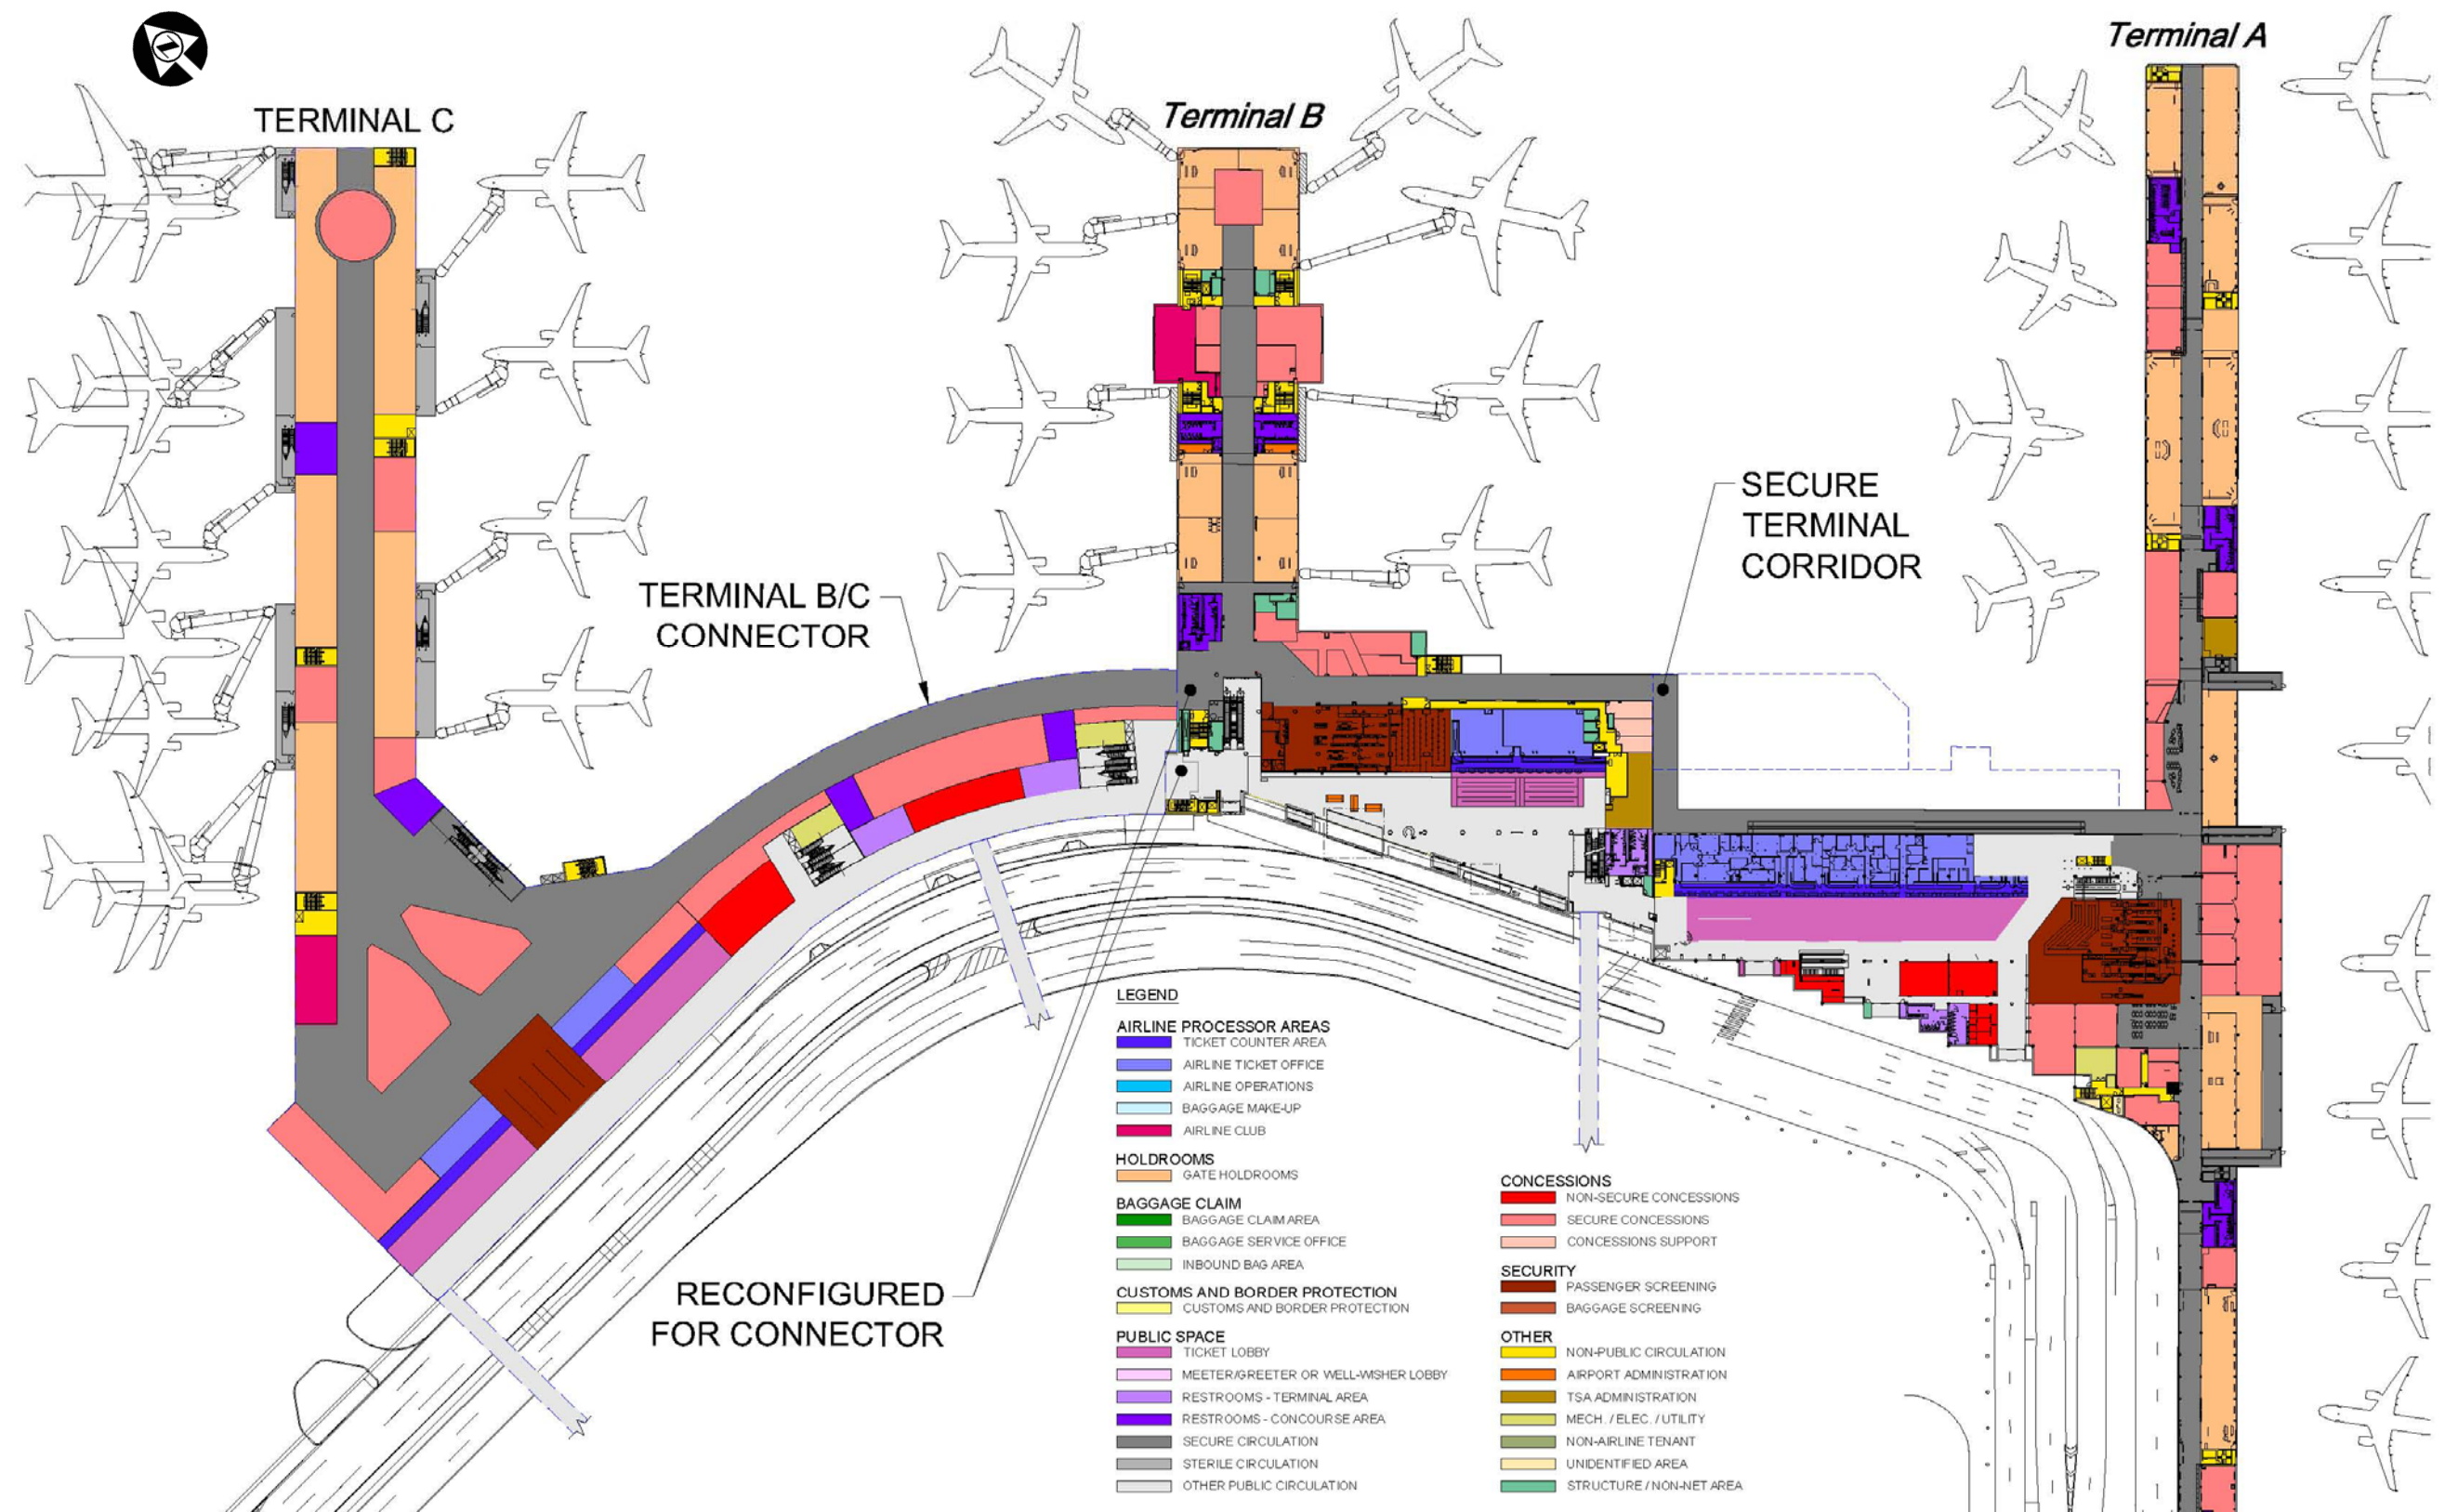 TERMINAL C
Terminal B
Terminal A
SECURE
TERMINAL
CORRIDOR
TERMINAL B/C
CONNECTOR
RECONFIGURED
FOR CONNECTOR
LEGEND
AIRLINE PROCESSOR AREAS
TICKET COUNTER AREA
AIRLINE TICKET OFFICE
AIRLINE OPERATIONS
BAGGAGE MAKE-UP
AIRLINE CLUB
HOLDROOMS
GATE HOLDROOMS
BAGGAGE CLAIM
BAGGAGE CLAIM AREA
BAGGAGE SERVICE OFFICE
INBOUND BAG AREA
CUSTOMS AND BORDER PROTECTION
CUSTOMS AND BORDER PROTECTION
PUBLIC SPACE
TICKET LOBBY
MEETER/GREETER OR WELL-WISHER LOBBY
RESTROOMS - TERMINAL AREA
RESTROOMS - CONCOURSE AREA
SECURE CIRCULATION
STERILE CIRCULATION
OTHER PUBLIC CIRCULATION
CONCESSIONS
NON-SECURE CONCESSIONS
SECURE CONCESSIONS
CONCESSIONS SUPPORT
SECURITY
PASSENGER SCREENING
BAGGAGE SCREENING
OTHER
NON-PUBLIC CIRCULATION
AIRPORT ADMINISTRATION
TSA ADMINISTRATION
MECH. / ELEC. / UTILITY
NON-AIRLINE TENANT
UNIDENTIFIED AREA
STRUCTURE / NON-NET AREA